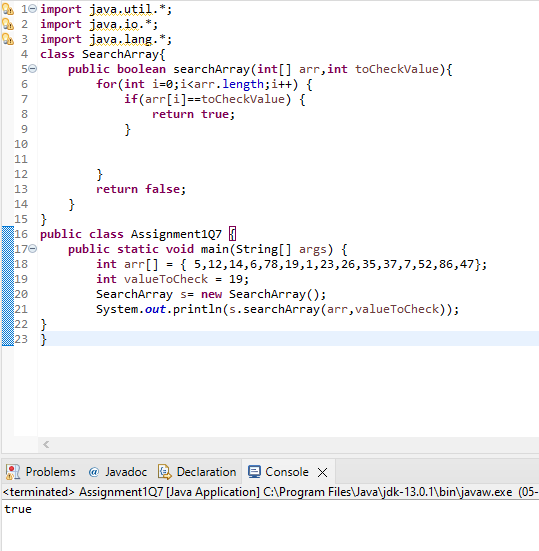 1 import java.util.*;
2 import java.io.*;
3 import java.lang.*;
4 class SearchArray{
5     public boolean searchArray(int[] arr,int toCheckValue){
6         for(int i=0;i<arr.length;i++) {
7             if(arr[i]==toCheckValue) {
8                 return true;
9             }
10
11
12         }
13         return false;
14     }
15 }
16 public class Assignment1Q7 {
17     public static void main(String[] args) {
18         int arr[] = { 5,12,14,6,78,19,1,23,26,35,37,7,52,86,47};
19         int valueToCheck = 19;
20         SearchArray s= new SearchArray();
21         System.out.println(s.searchArray(arr,valueToCheck));
22 }
23 }
Problems @ Javadoc Declaration Console
<terminated> Assignment1Q7 [Java Application] C:\Program Files\Java\jdk-13.0.1\bin\javaw.exe (05-
true